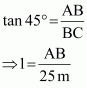 tan 45° = AB/BC
⇒ 1 = AB/25 m